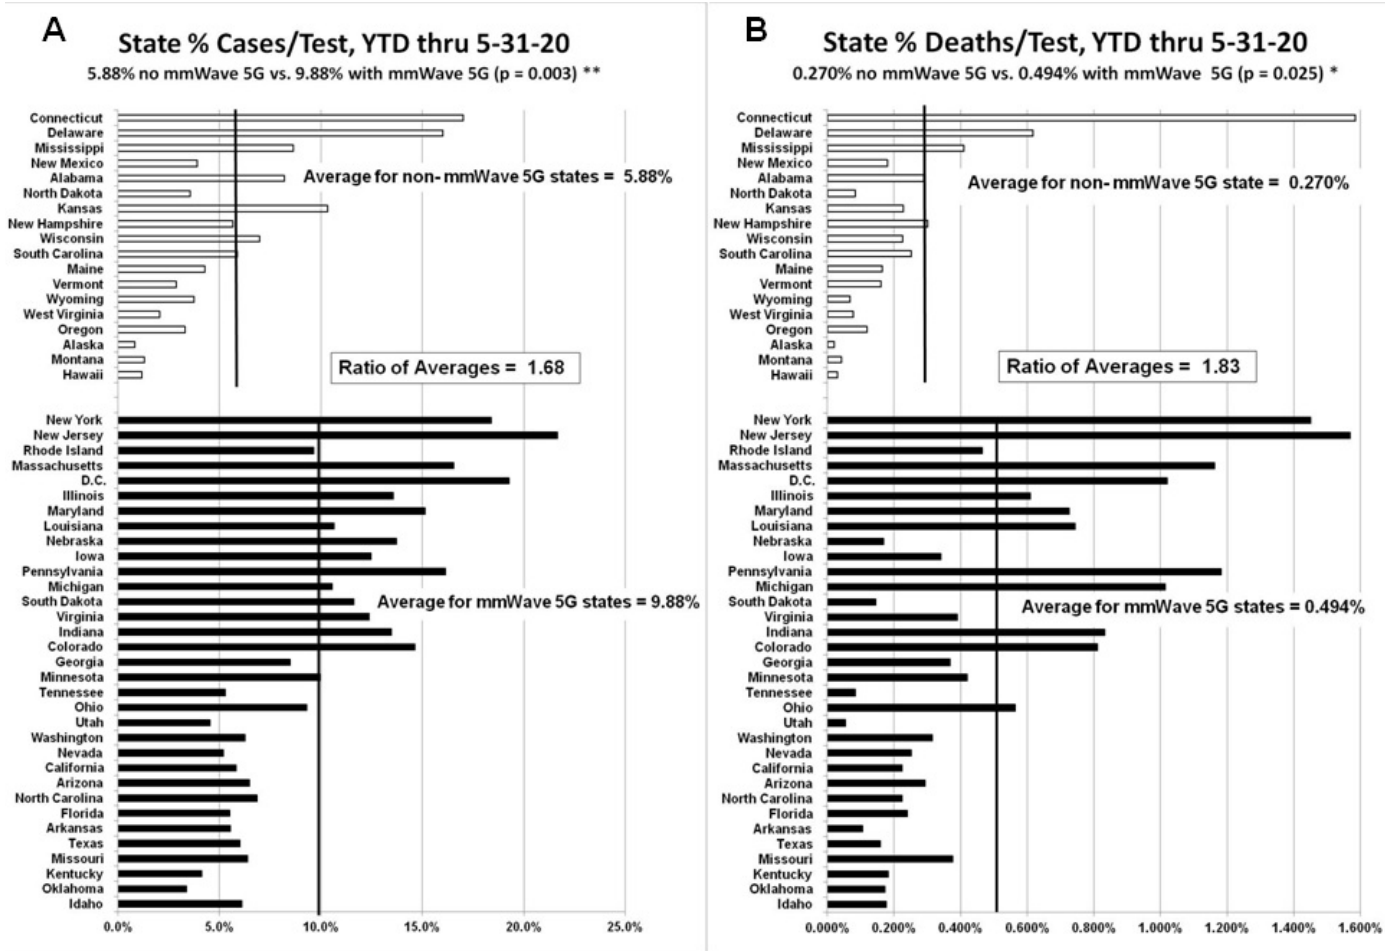 A
State % Cases/Test, YTD thru 5-31-20
5.88% no mmWave 5G vs. 9.88% with mmWave 5G (p = 0.003) **
Connecticut
Delaware
Mississippi
New Mexico
Alabama
Average for non-mmWave 5G states = 5.88%
North Dakota
Kansas
New Hampshire
Wisconsin
South Carolina
Maine
Vermont
Wyoming
West Virginia
Oregon
Alaska
Montana
Hawaii
Ratio of Averages = 1.68
New York
New Jersey
Rhode Island
Massachusetts
D.C.
Illinois
Maryland
Louisiana
Nebraska
Iowa
Pennsylvania
Michigan
South Dakota
Average for mmWave 5G states = 9.88%
Virginia
Indiana
Colorado
Georgia
Minnesota
Tennessee
Ohio
Utah
Washington
Nevada
California
Arizona
North Carolina
Florida
Arkansas
Texas
Missouri
Kentucky
Oklahoma
Idaho
0.0% 5.0% 10.0% 15.0% 20.0% 25.0%
B
State % Deaths/Test, YTD thru 5-31-20
0.270% no mmWave 5G vs. 0.494% with mmWave 5G (p = 0.025) *
Connecticut
Delaware
Mississippi
New Mexico
Alabama
Average for non-mmWave 5G state = 0.270%
North Dakota
Kansas
New Hampshire
Wisconsin
South Carolina
Maine
Vermont
Wyoming
West Virginia
Oregon
Alaska
Montana
Hawaii
Ratio of Averages = 1.83
New York
New Jersey
Rhode Island
Massachusetts
D.C.
Illinois
Maryland
Louisiana
Nebraska
Iowa
Pennsylvania
Michigan
South Dakota
Average for mmWave 5G states = 0.494%
Virginia
Indiana
Colorado
Georgia
Minnesota
Tennessee
Ohio
Utah
Washington
Nevada
California
Arizona
North Carolina
Florida
Arkansas
Texas
Missouri
Kentucky
Oklahoma
Idaho
0.000% 0.200% 0.400% 0.600% 0.800% 1.000% 1.200% 1.400% 1.600%